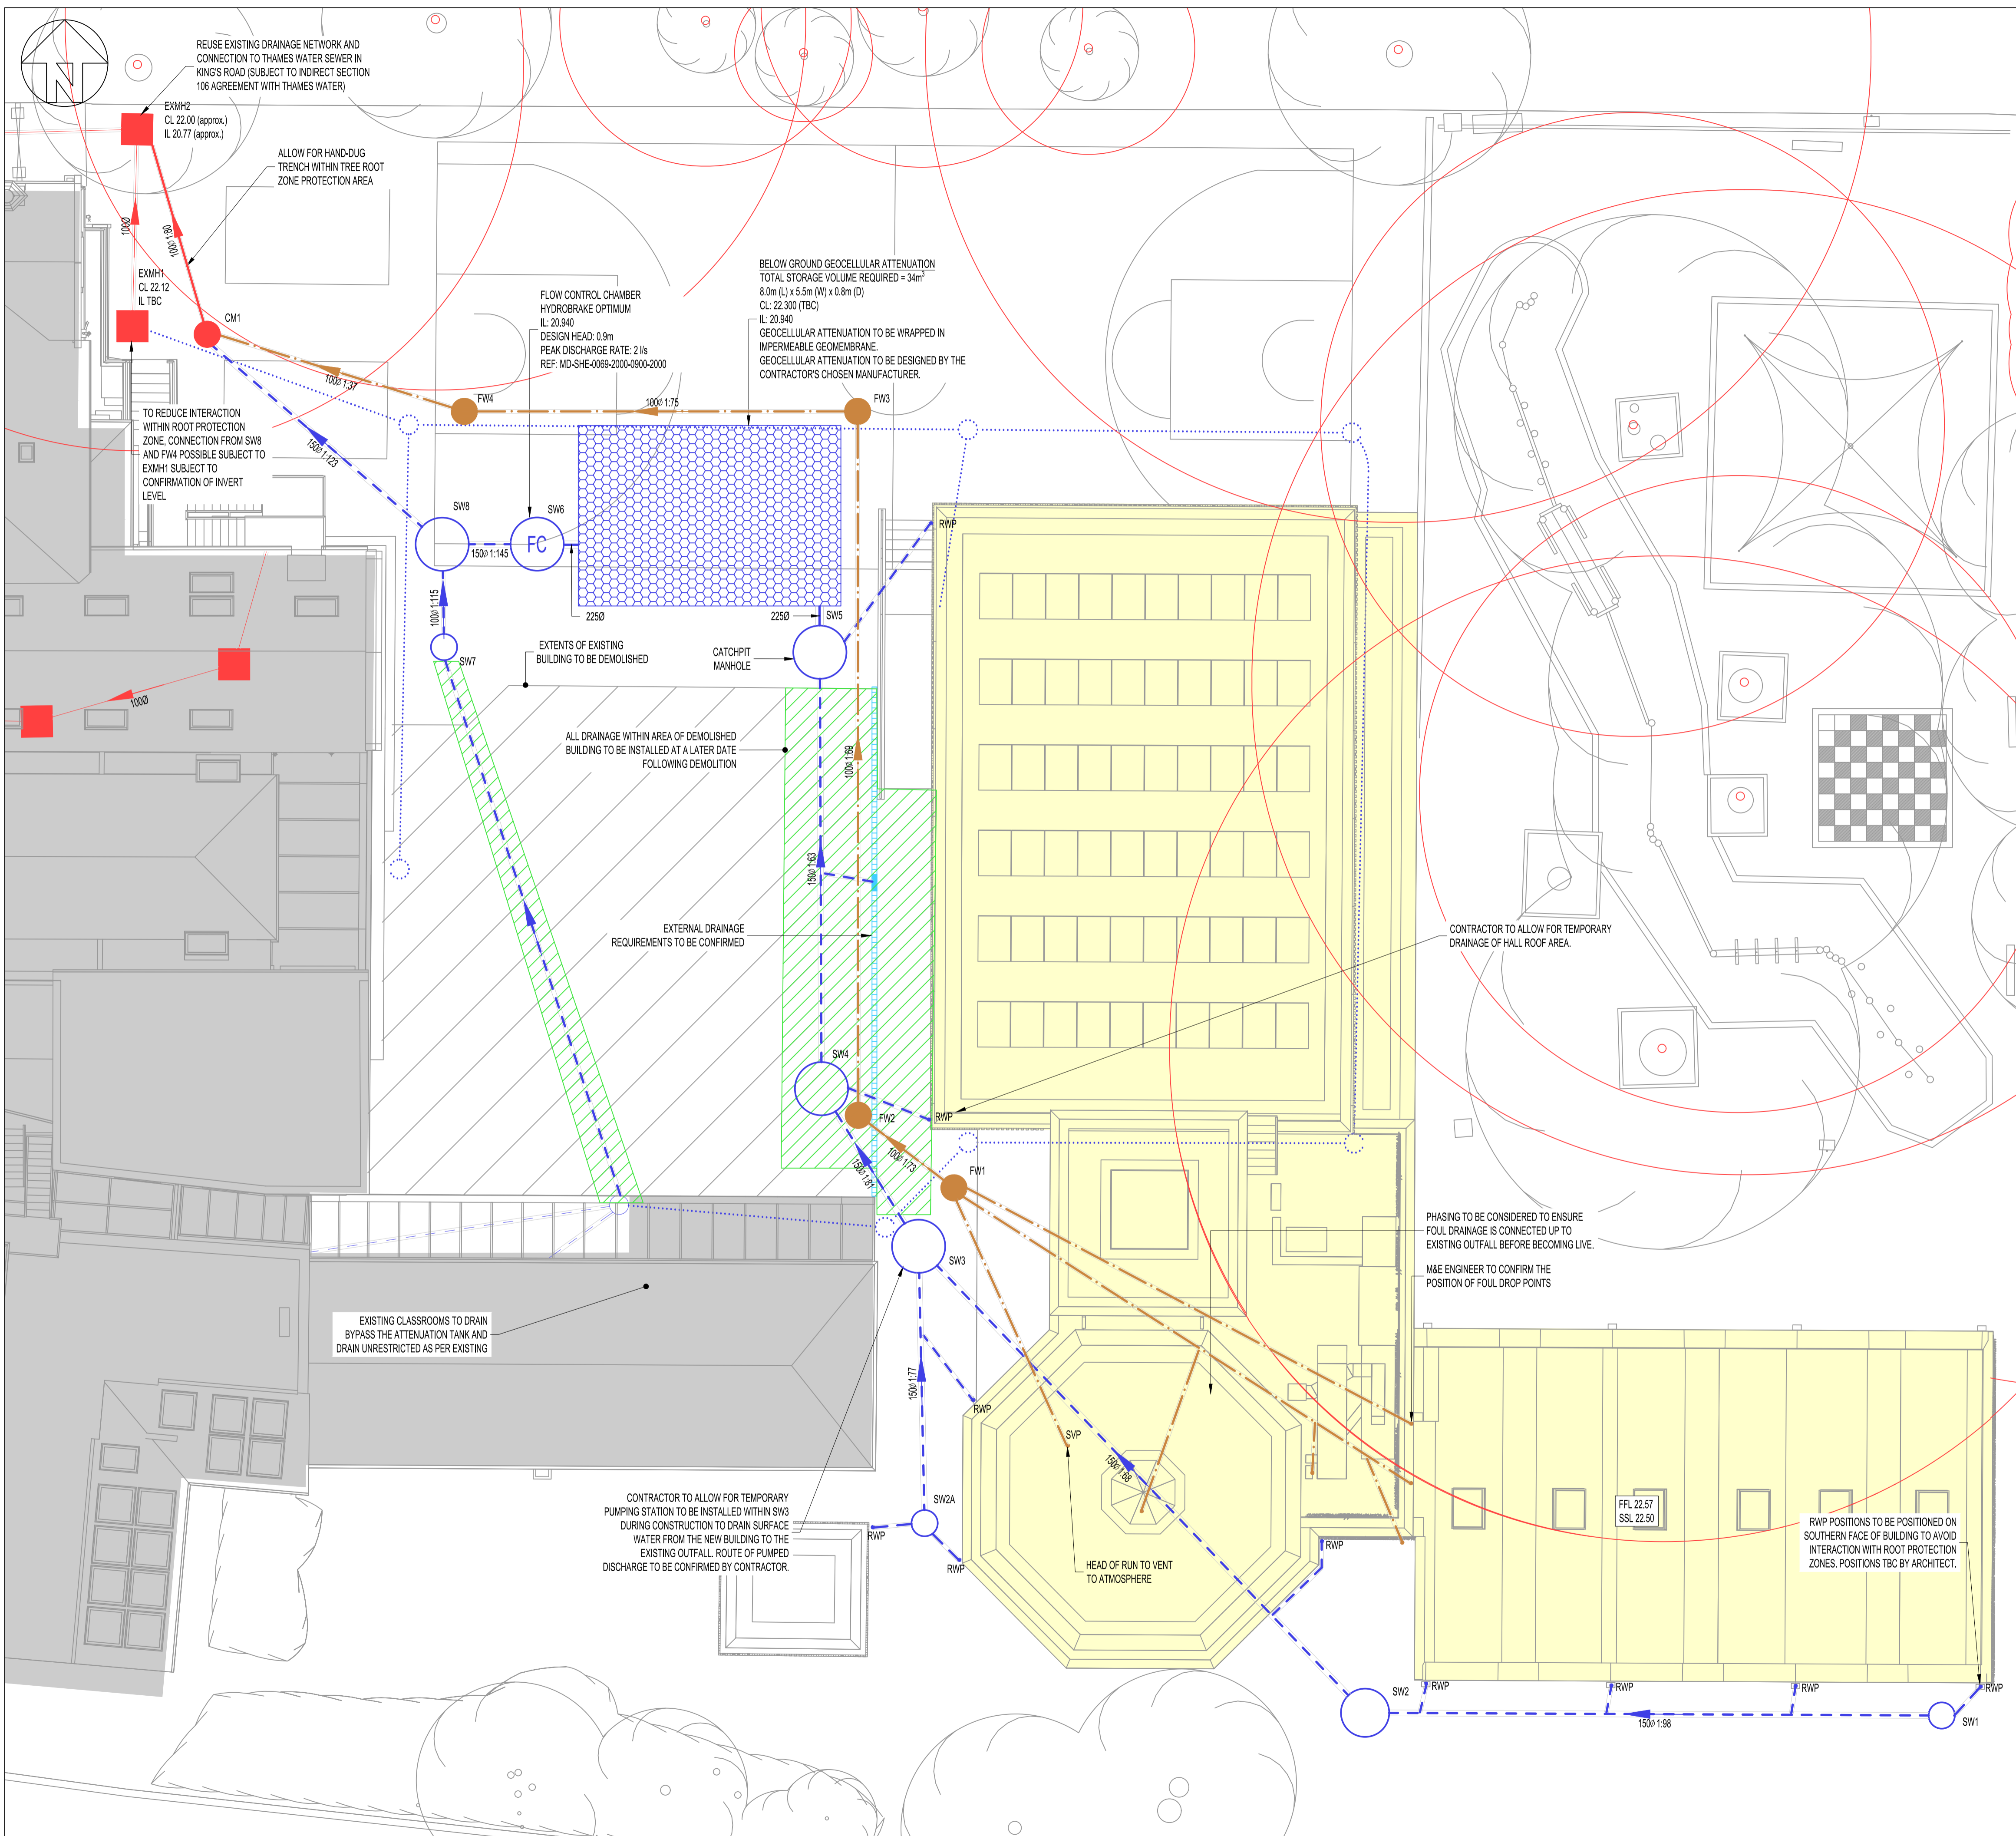 N
REUSE EXISTING DRAINAGE NETWORK AND
CONNECTION TO THAMES WATER SEWER IN
KING'S ROAD (SUBJECT TO INDIRECT SECTION
106 AGREEMENT WITH THAMES WATER)
EXMH2
CL 22.00 (approx.)
IL 20.77 (approx.)
ALLOW FOR HAND-DUG
TRENCH WITHIN TREE ROOT
ZONE PROTECTION AREA
100Ø
100Ø 1:80
EXMH1
CL 22.12
IL TBC
CM1
FLOW CONTROL CHAMBER
HYDROBRAKE OPTIMUM
IL: 20.940
DESIGN HEAD: 0.9m
PEAK DISCHARGE RATE: 2 l/s
REF: MD-SHE-0069-2000-0900-2000
BELOW GROUND GEOCELLULAR ATTENUATION
TOTAL STORAGE VOLUME REQUIRED = 34m³
8.0m (L) x 5.5m (W) x 0.8m (D)
CL: 22.300 (TBC)
IL: 20.940
GEOCELLULAR ATTENUATION TO BE WRAPPED IN
IMPERMEABLE GEOMEMBRANE.
GEOCELLULAR ATTENUATION TO BE DESIGNED BY THE
CONTRACTOR'S CHOSEN MANUFACTURER.
100Ø 1:37
FW4
100Ø 1:75
FW3
TO REDUCE INTERACTION
WITHIN ROOT PROTECTION
ZONE, CONNECTION FROM SW8
AND FW4 POSSIBLE SUBJECT TO
EXMH1 SUBJECT TO
CONFIRMATION OF INVERT
LEVEL
150Ø 1:123
SW8
SW6
FC
150Ø 1:145
RWP
100Ø 1:115
225Ø
225Ø
SW5
SW7
EXTENTS OF EXISTING
BUILDING TO BE DEMOLISHED
CATCHPIT
MANHOLE
100Ø
ALL DRAINAGE WITHIN AREA OF DEMOLISHED
BUILDING TO BE INSTALLED AT A LATER DATE
FOLLOWING DEMOLITION
100Ø 1:69
150Ø 1:63
EXTERNAL DRAINAGE
REQUIREMENTS TO BE CONFIRMED
CONTRACTOR TO ALLOW FOR TEMPORARY
DRAINAGE OF HALL ROOF AREA.
SW4
FW2
RWP
100Ø 1:73
150Ø 1:81
FW1
SW3
PHASING TO BE CONSIDERED TO ENSURE
FOUL DRAINAGE IS CONNECTED UP TO
EXISTING OUTFALL BEFORE BECOMING LIVE.
M&E ENGINEER TO CONFIRM THE
POSITION OF FOUL DROP POINTS
EXISTING CLASSROOMS TO DRAIN
BYPASS THE ATTENUATION TANK AND
DRAIN UNRESTRICTED AS PER EXISTING
150Ø 1:77
RWP
SVP
150Ø 1:68
CONTRACTOR TO ALLOW FOR TEMPORARY
PUMPING STATION TO BE INSTALLED WITHIN SW3
DURING CONSTRUCTION TO DRAIN SURFACE
WATER FROM THE NEW BUILDING TO THE
EXISTING OUTFALL. ROUTE OF PUMPED
DISCHARGE TO BE CONFIRMED BY CONTRACTOR.
SW2A
RWP
RWP
HEAD OF RUN TO VENT
TO ATMOSPHERE
RWP
FFL 22.57
SSL 22.50
RWP POSITIONS TO BE POSITIONED ON
SOUTHERN FACE OF BUILDING TO AVOID
INTERACTION WITH ROOT PROTECTION
ZONES. POSITIONS TBC BY ARCHITECT.
SW2
RWP
RWP
RWP
RWP
150Ø 1:98
SW1